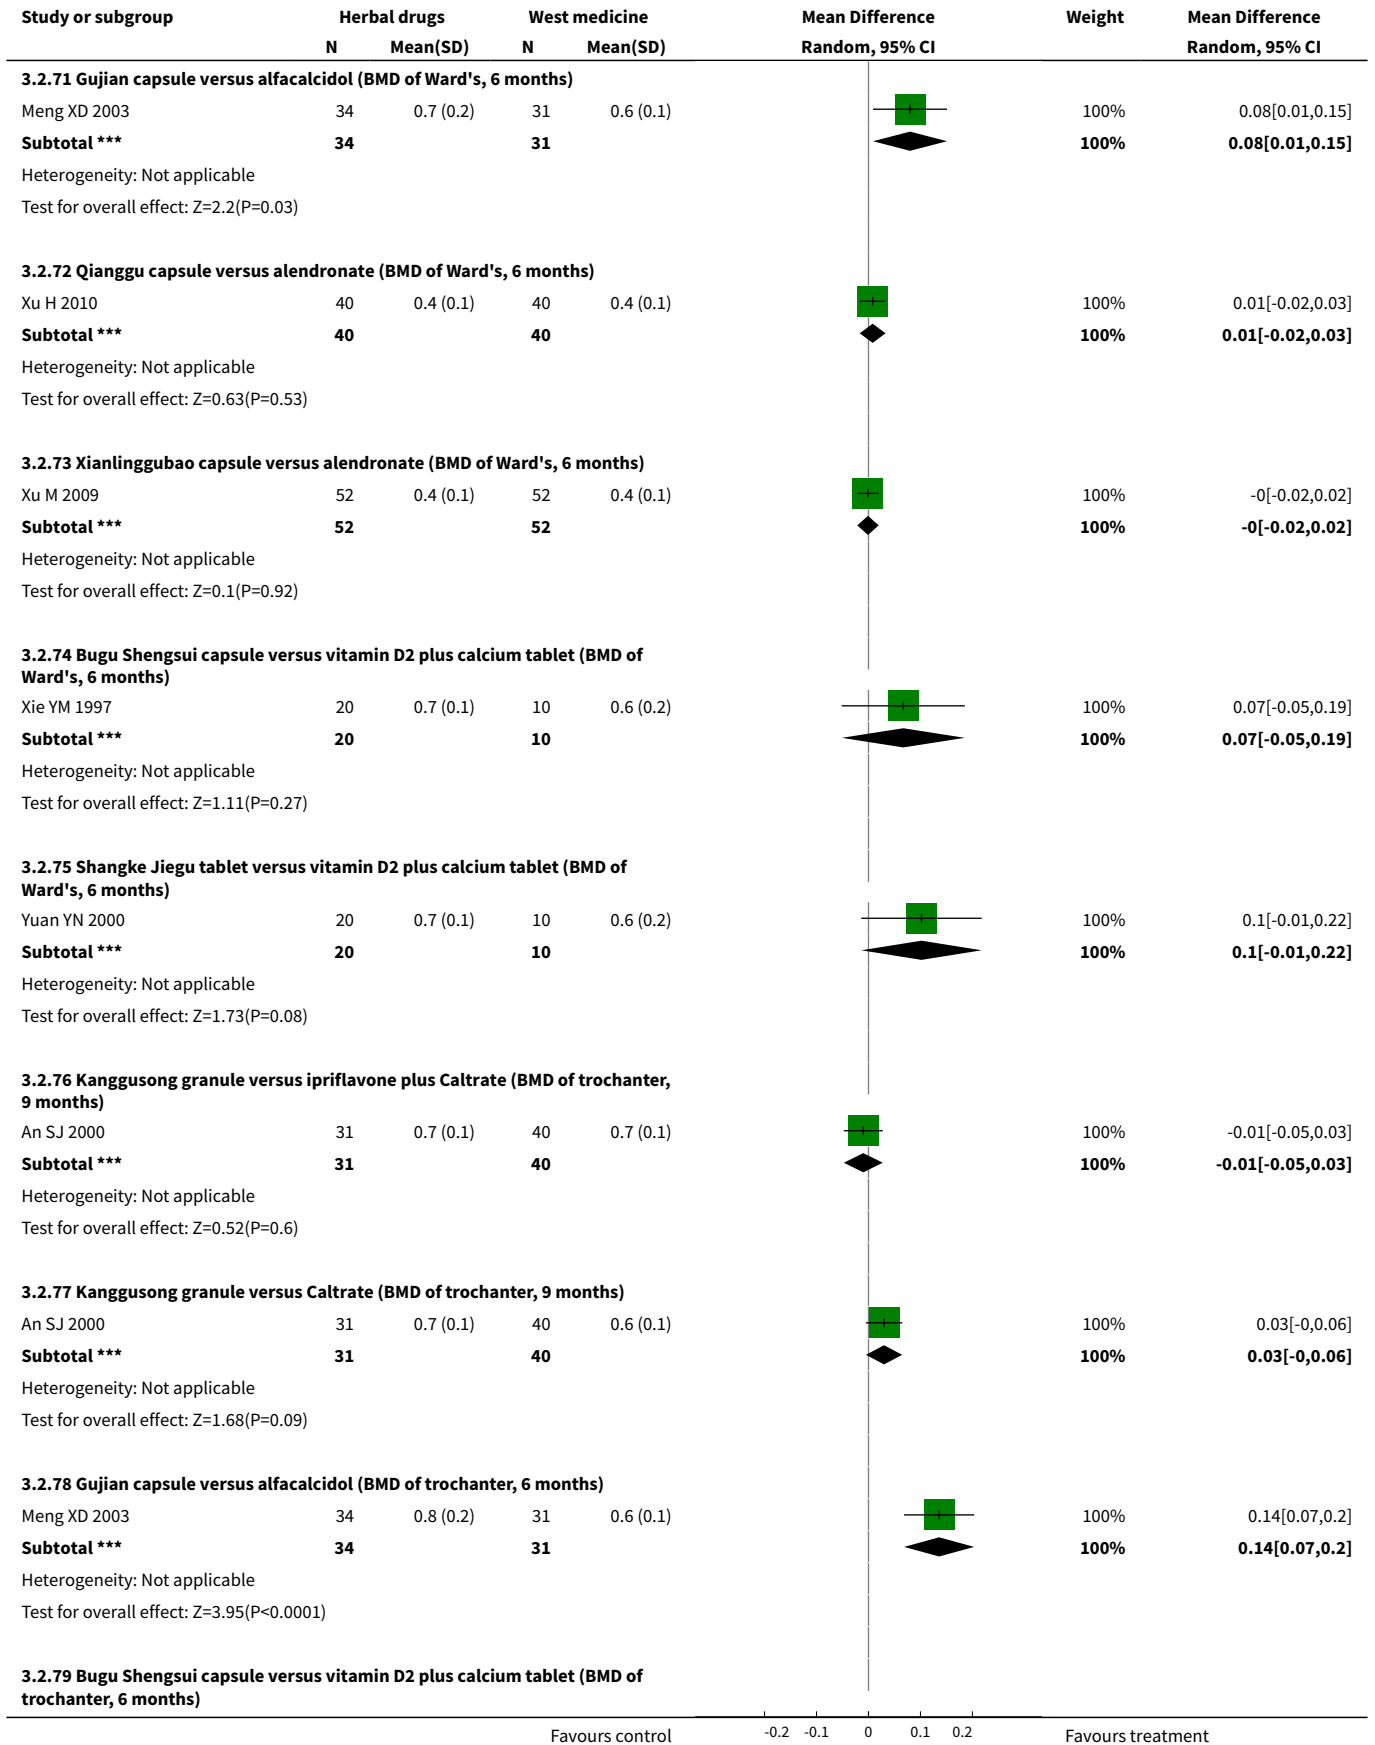 Study or subgroup Herbal drugs West medicine Mean Difference Weight Mean Difference
N Mean(SD) N Mean(SD) Random, 95% CI Random, 95% CI
3.2.71 Gujian capsule versus alfacalcidol (BMD of Ward's, 6 months)
Meng XD 2003 34 0.7 (0.2) 31 0.6 (0.1) 100% 0.08[0.01,0.15]
Subtotal *** 34 31 100% 0.08[0.01,0.15]
Heterogeneity: Not applicable
Test for overall effect: Z=2.2(P=0.03)
3.2.72 Qianggu capsule versus alendronate (BMD of Ward's, 6 months)
Xu H 2010 40 0.4 (0.1) 40 0.4 (0.1) 100% 0.01[-0.02,0.03]
Subtotal *** 40 40 100% 0.01[-0.02,0.03]
Heterogeneity: Not applicable
Test for overall effect: Z=0.63(P=0.53)
3.2.73 Xianlinggubao capsule versus alendronate (BMD of Ward's, 6 months)
Xu M 2009 52 0.4 (0.1) 52 0.4 (0.1) 100% -0[-0.02,0.02]
Subtotal *** 52 52 100% -0[-0.02,0.02]
Heterogeneity: Not applicable
Test for overall effect: Z=0.1(P=0.92)
3.2.74 Bugu Shengsui capsule versus vitamin D2 plus calcium tablet (BMD of
Ward's, 6 months)
Xie YM 1997 20 0.7 (0.1) 10 0.6 (0.2) 100% 0.07[-0.05,0.19]
Subtotal *** 20 10 100% 0.07[-0.05,0.19]
Heterogeneity: Not applicable
Test for overall effect: Z=1.11(P=0.27)
3.2.75 Shangke Jiegu tablet versus vitamin D2 plus calcium tablet (BMD of
Ward's, 6 months)
Yuan YN 2000 20 0.7 (0.1) 10 0.6 (0.2) 100% 0.1[-0.01,0.22]
Subtotal *** 20 10 100% 0.1[-0.01,0.22]
Heterogeneity: Not applicable
Test for overall effect: Z=1.73(P=0.08)
3.2.76 Kanggusong granule versus ipriflavone plus Caltrate (BMD of trochanter,
9 months)
An SJ 2000 31 0.7 (0.1) 40 0.7 (0.1) 100% -0.01[-0.05,0.03]
Subtotal *** 31 40 100% -0.01[-0.05,0.03]
Heterogeneity: Not applicable
Test for overall effect: Z=0.52(P=0.6)
3.2.77 Kanggusong granule versus Caltrate (BMD of trochanter, 9 months)
An SJ 2000 31 0.7 (0.1) 40 0.6 (0.1) 100% 0.03[-0,0.06]
Subtotal *** 31 40 100% 0.03[-0,0.06]
Heterogeneity: Not applicable
Test for overall effect: Z=1.68(P=0.09)
3.2.78 Gujian capsule versus alfacalcidol (BMD of trochanter, 6 months)
Meng XD 2003 34 0.8 (0.2) 31 0.6 (0.1) 100% 0.14[0.07,0.2]
Subtotal *** 34 31 100% 0.14[0.07,0.2]
Heterogeneity: Not applicable
Test for overall effect: Z=3.95(P<0.0001)
3.2.79 Bugu Shengsui capsule versus vitamin D2 plus calcium tablet (BMD of
trochanter, 6 months)
Favours control -0.2 -0.1 0 0.1 0.2 Favours treatment